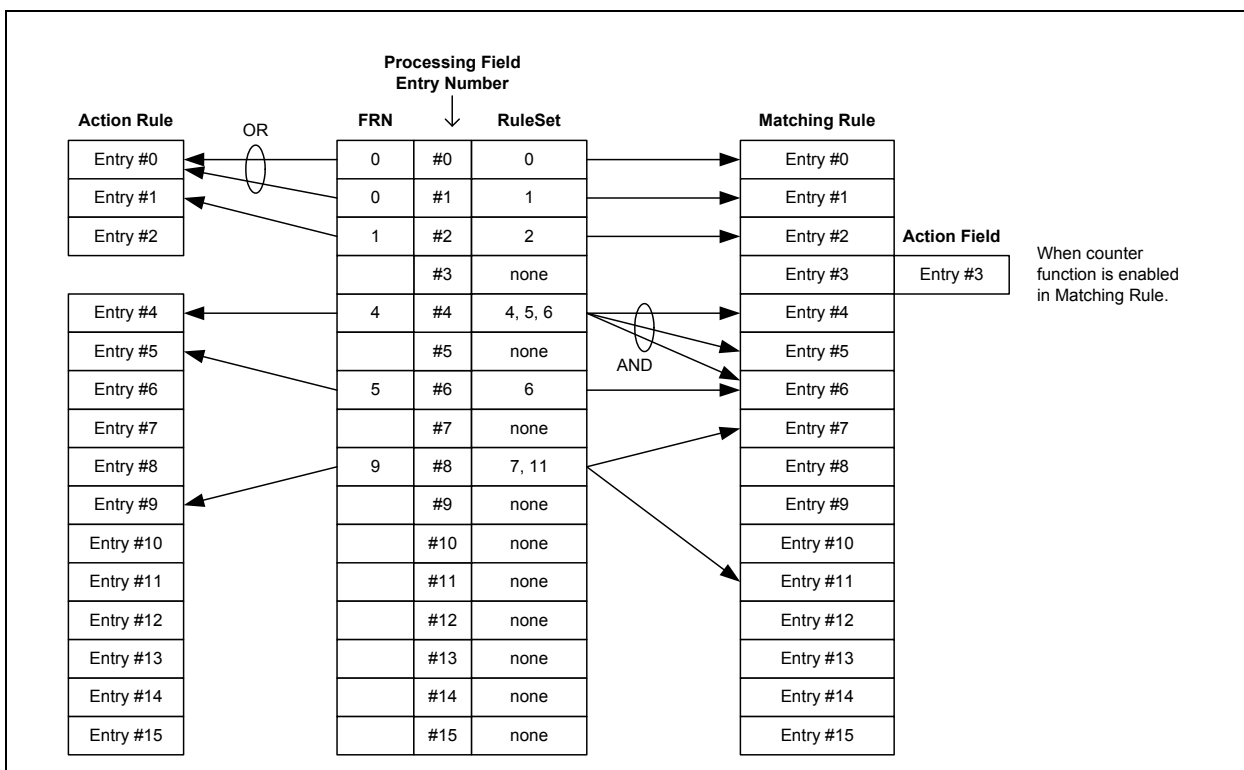 Processing Field
Entry Number
Action Rule OR FRN RuleSet Matching Rule
Entry #0 0 #0 0 Entry #0
Entry #1 0 #1 1 Entry #1
Entry #2 1 #2 2 Entry #2 Action Field
#3 none Entry #3 Entry #3
When counter
function is enabled
in Matching Rule.
Entry #4 4 #4 4, 5, 6 Entry #4
Entry #5 #5 none AND Entry #5
Entry #6 5 #6 6 Entry #6
Entry #7 #7 none Entry #7
Entry #8 9 #8 7, 11 Entry #8
Entry #9 #9 none Entry #9
Entry #10 #10 none Entry #10
Entry #11 #11 none Entry #11
Entry #12 #12 none Entry #12
Entry #13 #13 none Entry #13
Entry #14 #14 none Entry #14
Entry #15 #15 none Entry #15